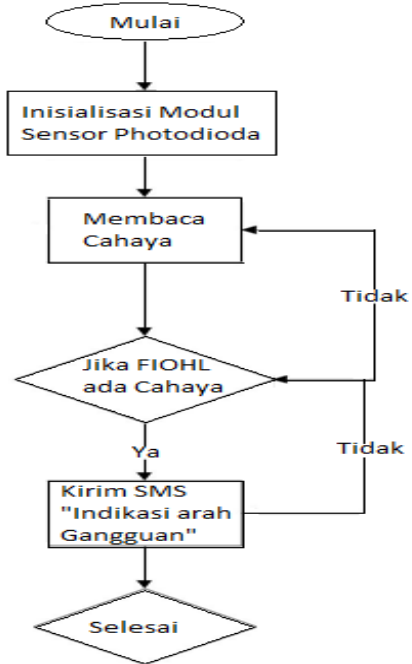 Mulai
Inisialisasi Modul
Sensor Photodioda
Membaca
Cahaya
Tidak
Jika FIOHL
ada Cahaya
Ya
Tidak
Kirim SMS
"Indikasi arah
Gangguan"
Selesai